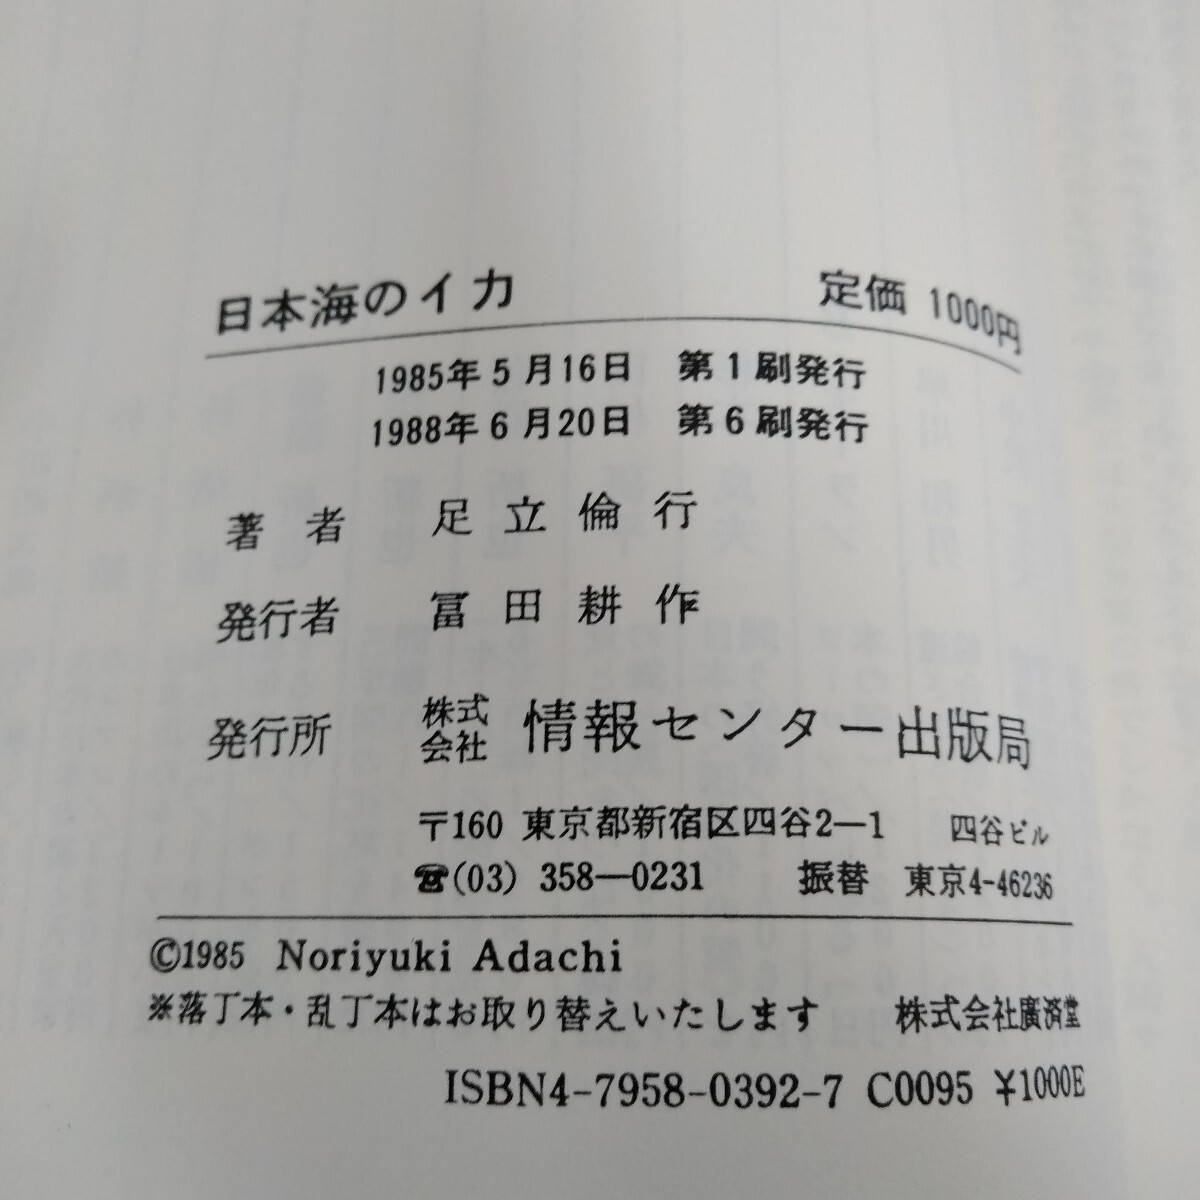 日本海のイカ 定価 1000円
1985年5月16日 第1刷発行
1988年6月20日 第6刷発行
著者 足立倫行
発行者 冨田耕作
発行所 株式会社 情報センター出版局
〒160 東京都新宿区四谷2―1 四谷ビル
☎(03) 358―0231 振替 東京4-46236
©1985 Noriyuki Adachi
※落丁本・乱丁本はお取り替えいたします 株式会社廣済堂
ISBN4-7958-0392-7 C0095 ¥1000E